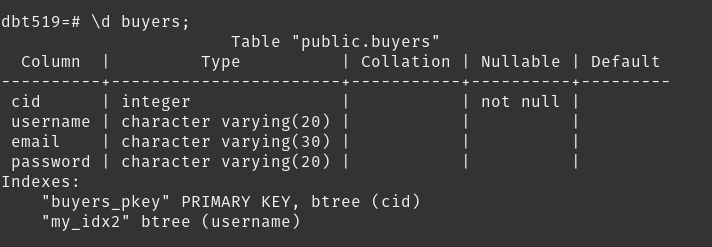 dbt519=# \d buyers;
                       Table "public.buyers"
  Column  |         Type          | Collation | Nullable | Default
----------+-----------------------+-----------+----------+---------
 cid      | integer               |           | not null |
 username | character varying(20) |           |          |
 email    | character varying(30) |           |          |
 password | character varying(20) |           |          |
Indexes:
    "buyers_pkey" PRIMARY KEY, btree (cid)
    "my_idx2" btree (username)